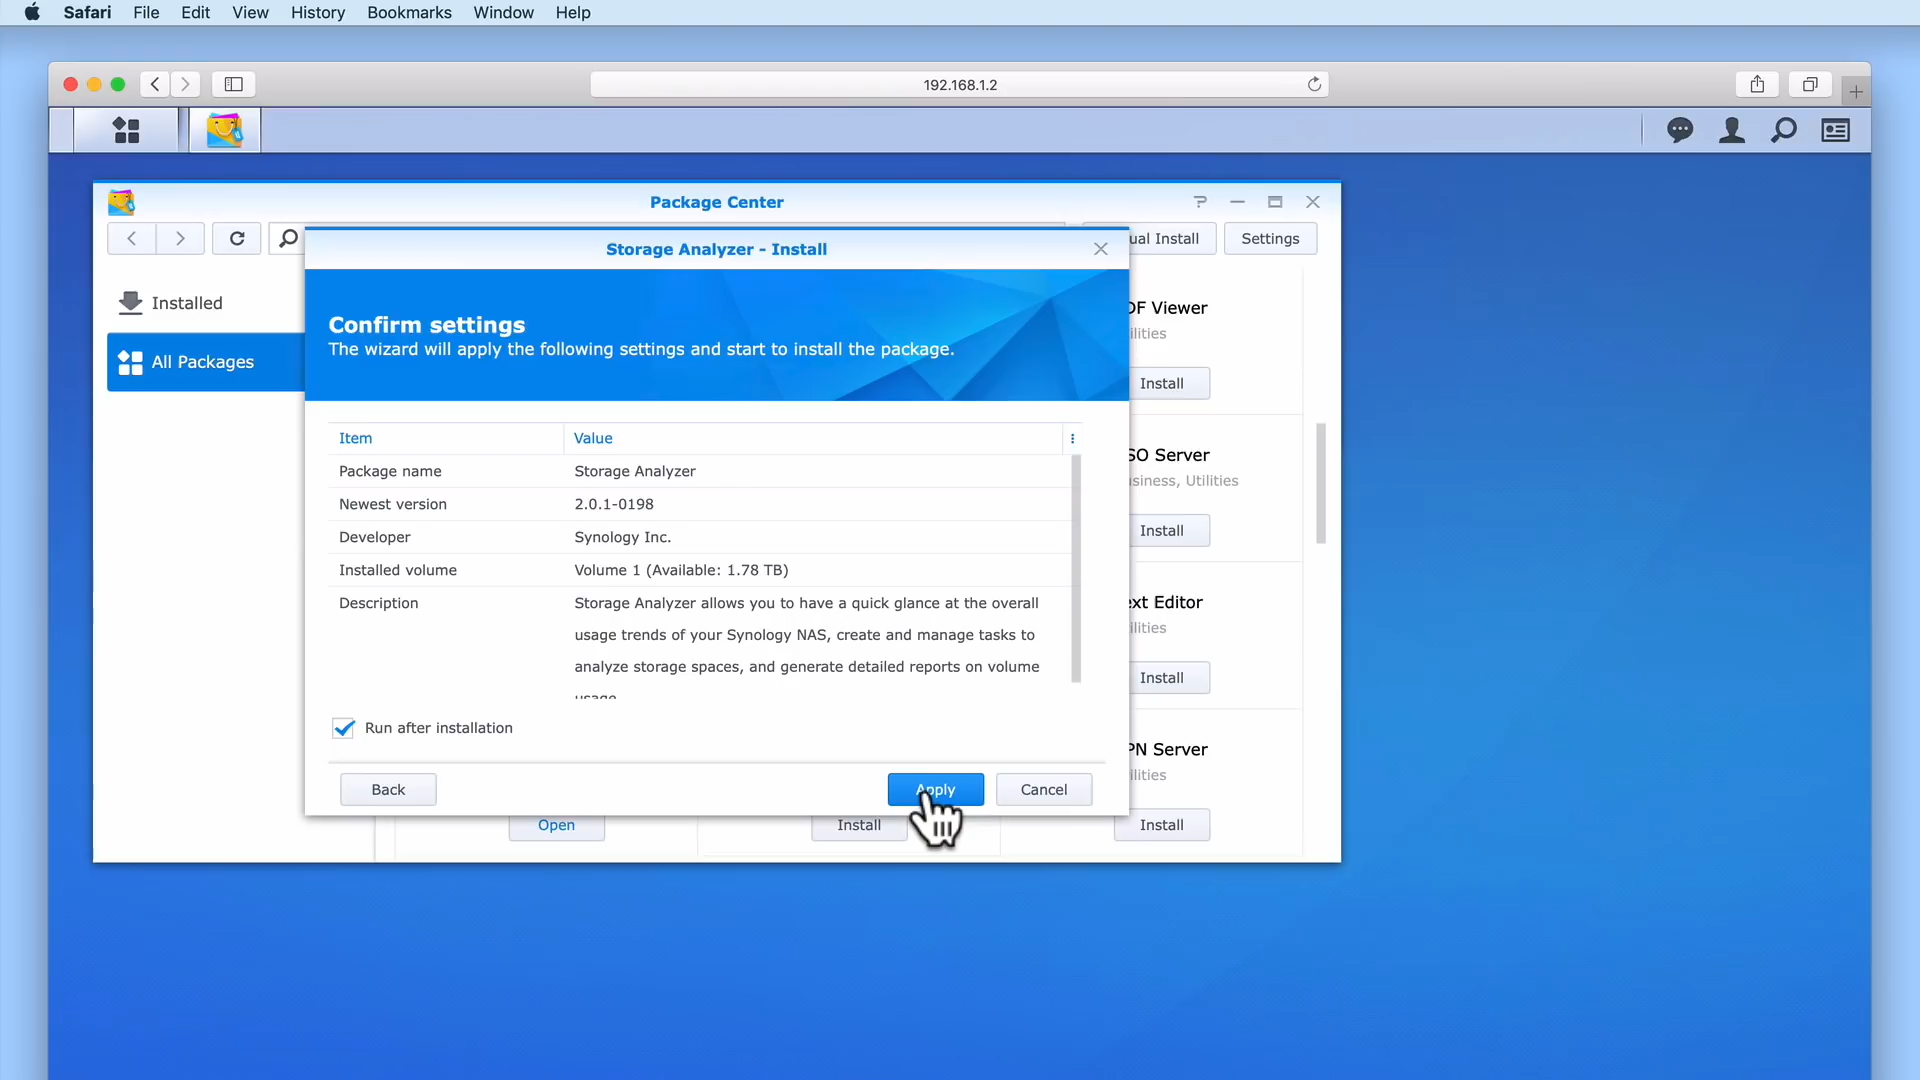 Safari File Edit View History Bookmarks Window Help
192.168.1.2
Package Center
Settings
Storage Analyzer - Install
Installed
All Packages
Confirm settings
The wizard will apply the following settings and start to install the package.
Item Value
Package name Storage Analyzer
Newest version 2.0.1-0198
Developer Synology Inc.
Installed volume Volume 1 (Available: 1.78 TB)
Description Storage Analyzer allows you to have a quick glance at the overall
usage trends of your Synology NAS, create and manage tasks to
analyze storage spaces, and generate detailed reports on volume
usage.
Run after installation
Back Apply Cancel
Open Install Install
ual Install
DF Viewer
ilities
Install
SO Server
siness, Utilities
Install
ext Editor
ilities
Install
PN Server
ilities